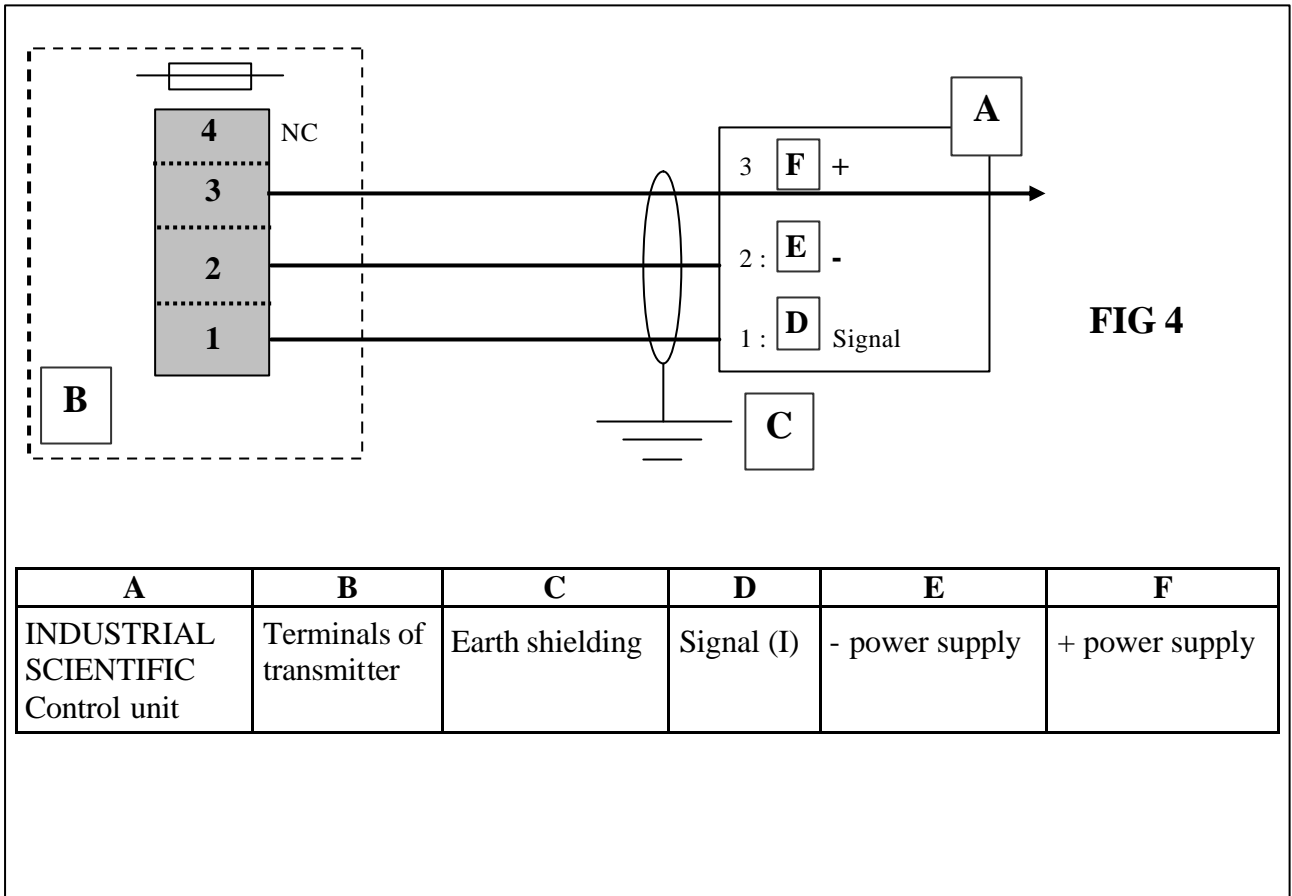 4 NC
A
3 F +
3
2 : E -
2
1 : D Signal
1
FIG 4
B
C
A B C D E F
INDUSTRIAL SCIENTIFIC Control unit
Terminals of transmitter
Earth shielding
Signal (I)
- power supply
+ power supply